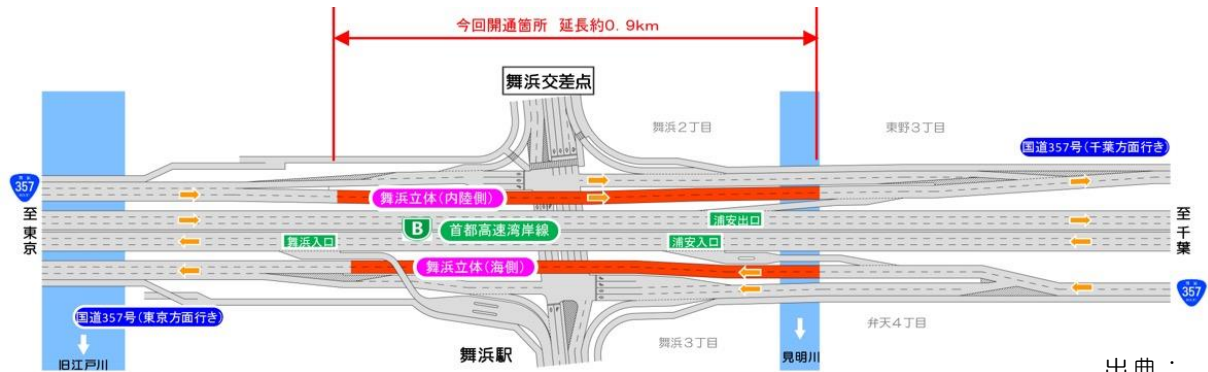 今回開通箇所 延長約0.9km
舞浜交差点
舞浜2丁目
東野3丁目
国道357号(千葉方面行き)
357
至東京
舞浜立体(内陸側)
B
首都高速湾岸線
浦安出口
至千葉
舞浜入口
浦安入口
舞浜立体(海側)
357
国道357号(東京方面行き)
弁天4丁目
旧江戸川
舞浜駅
舞浜3丁目
見明川
出典: